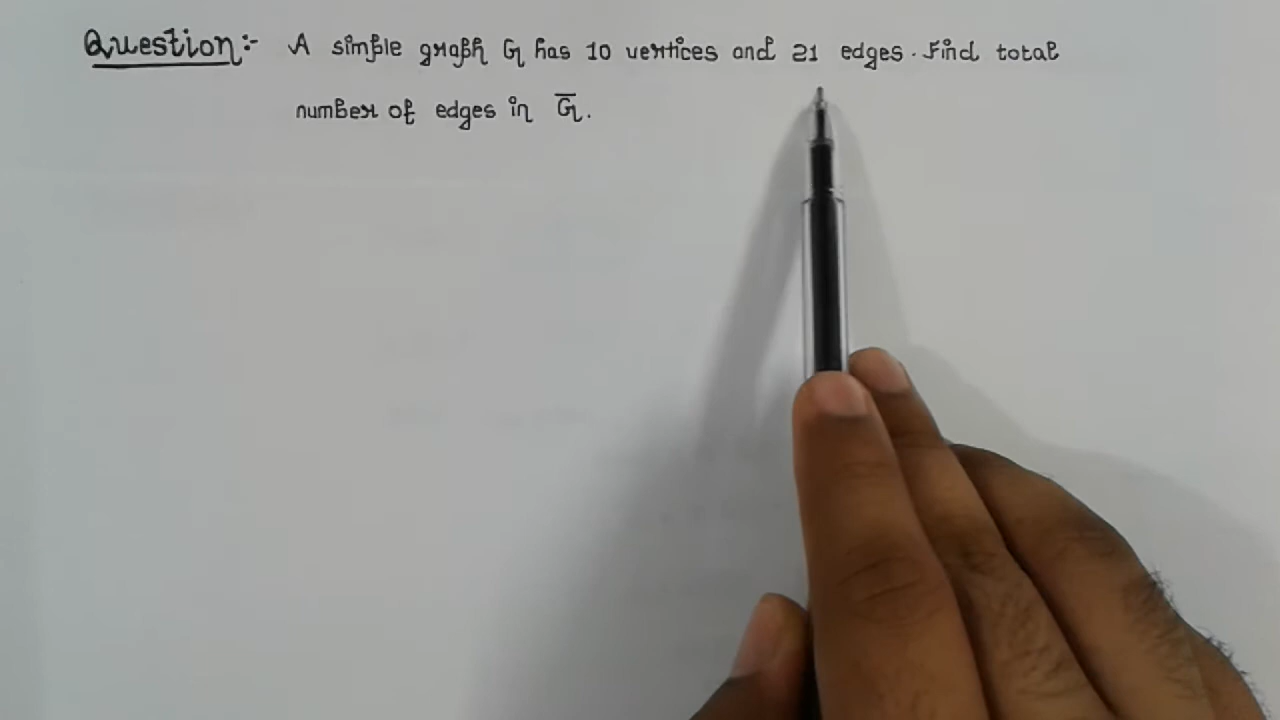 Question:- A simple graph G has 10 vertices and 21 edges. Find total
number of edges in G̅.